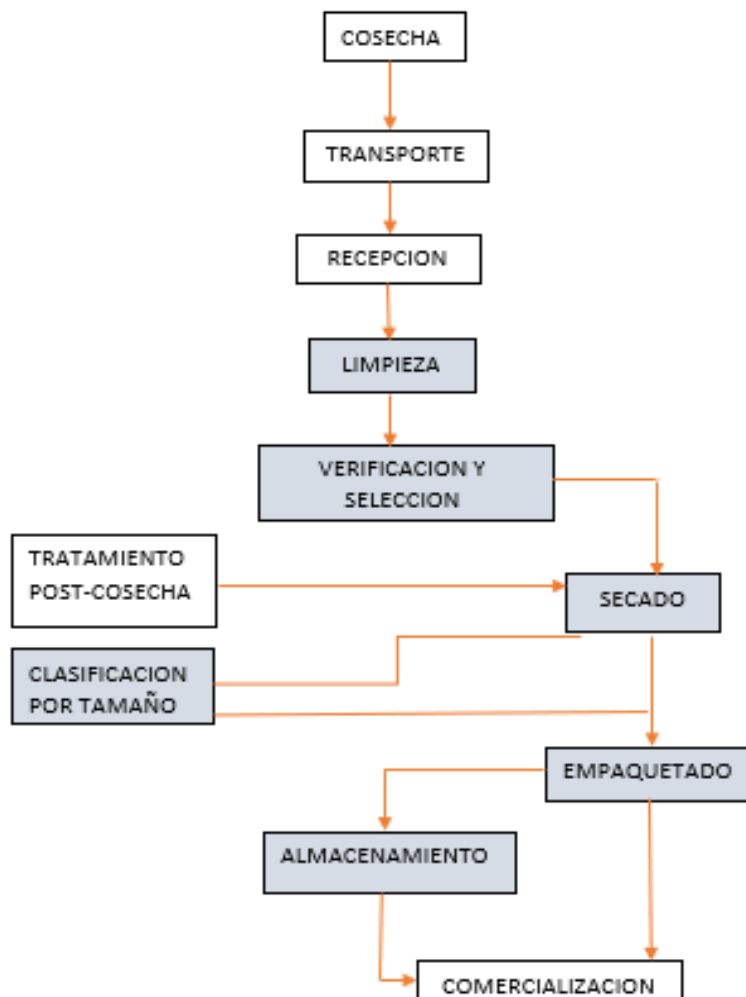 COSECHA
TRANSPORTE
RECEPCION
LIMPIEZA
VERIFICACION Y
SELECCION
TRATAMIENTO
POST-COSECHA
SECADO
CLASIFICACION
POR TAMAÑO
EMPAQUETADO
ALMACENAMIENTO
COMERCIALIZACION